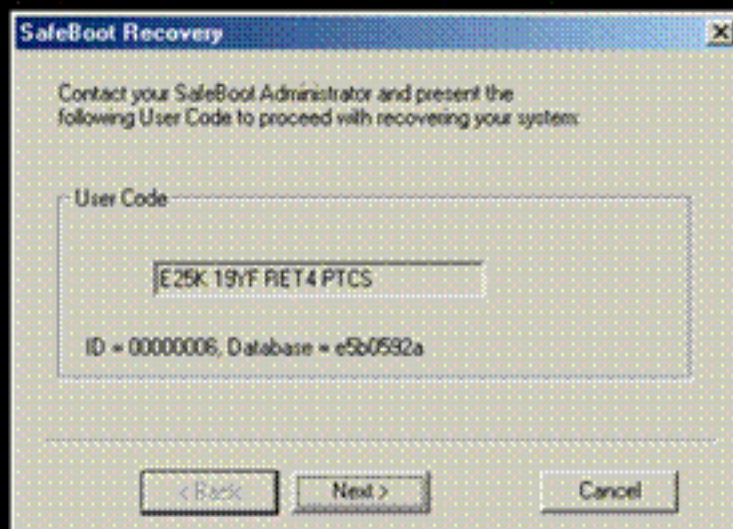 SafeBoot Recovery
Contact your SafeBoot Administrator and present the
following User Code to proceed with recovering your system:
User Code
E25K 19YF RET4 PTCS
ID = 00000006, Database = e5b0592a
< Back
Next >
Cancel